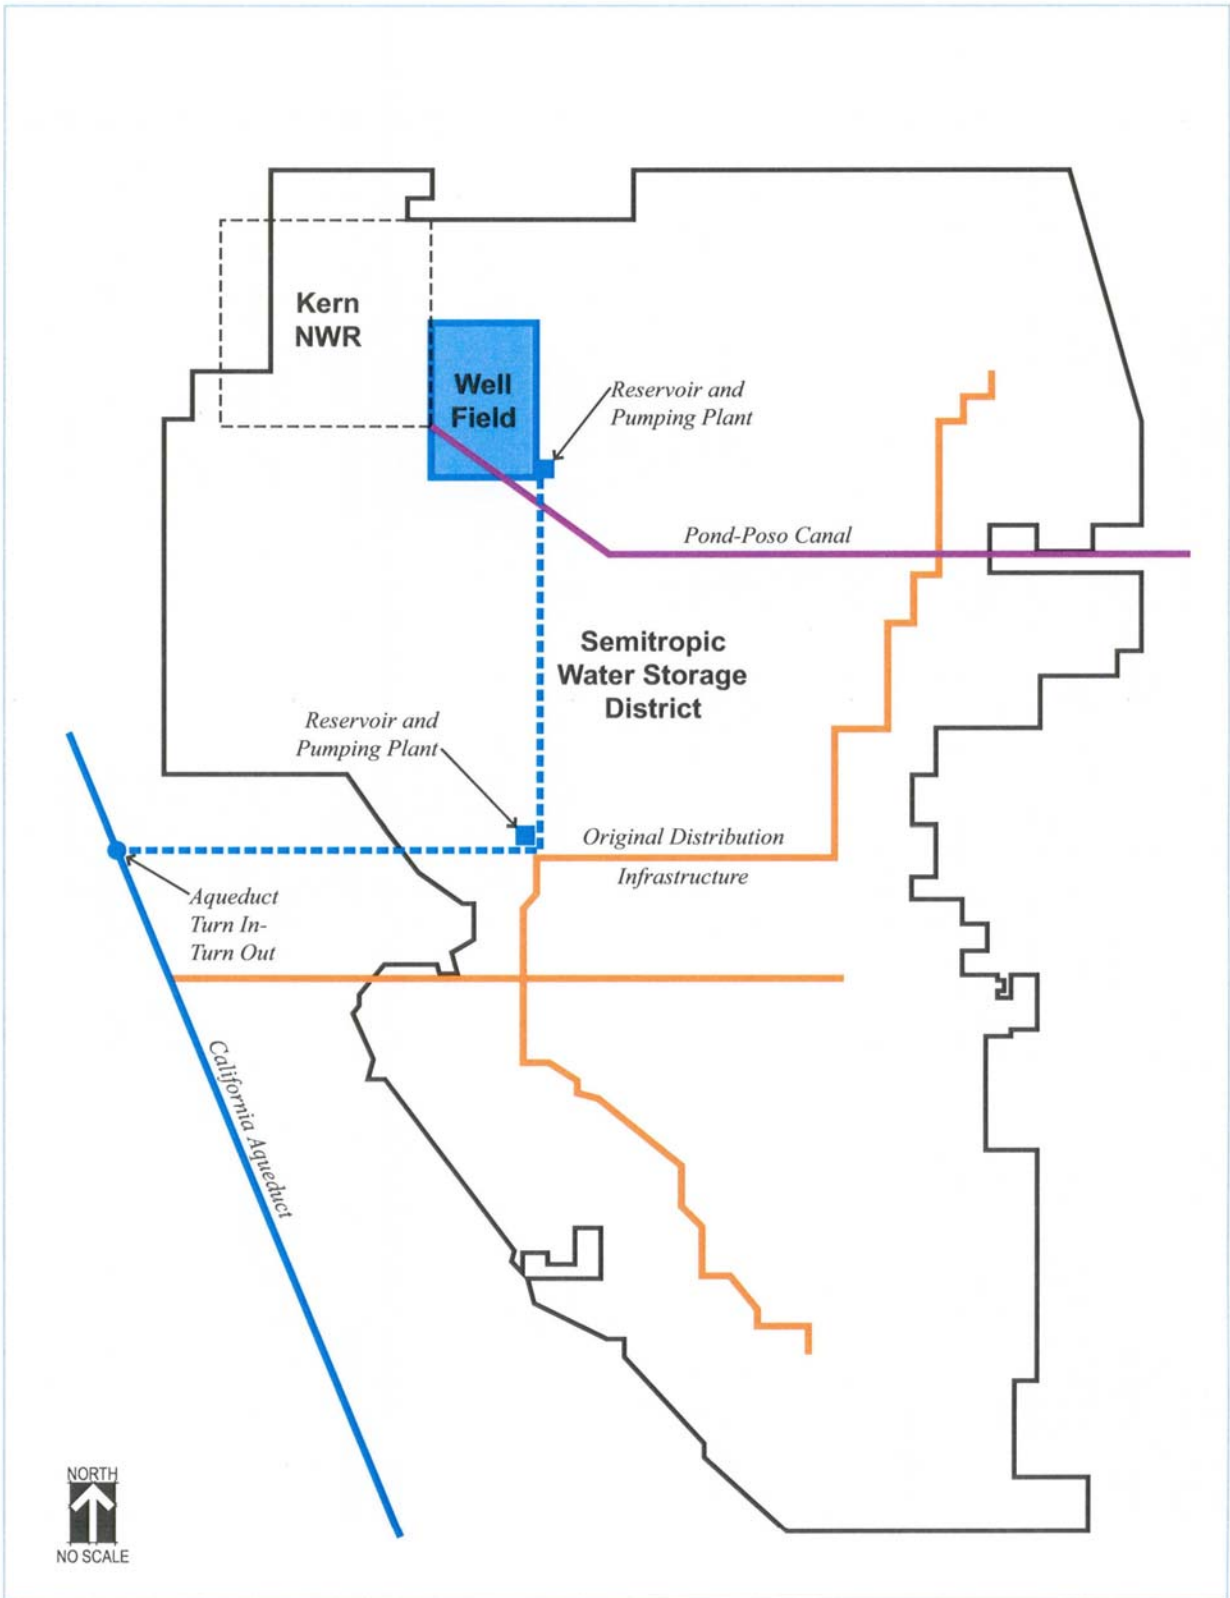 Kern
NWR
Well
Field
Reservoir and
Pumping Plant
Pond-Poso Canal
Semitropic
Water Storage
District
Reservoir and
Pumping Plant
Original Distribution
Infrastructure
Aqueduct
Turn In-
Turn Out
California Aqueduct
NORTH
NO SCALE